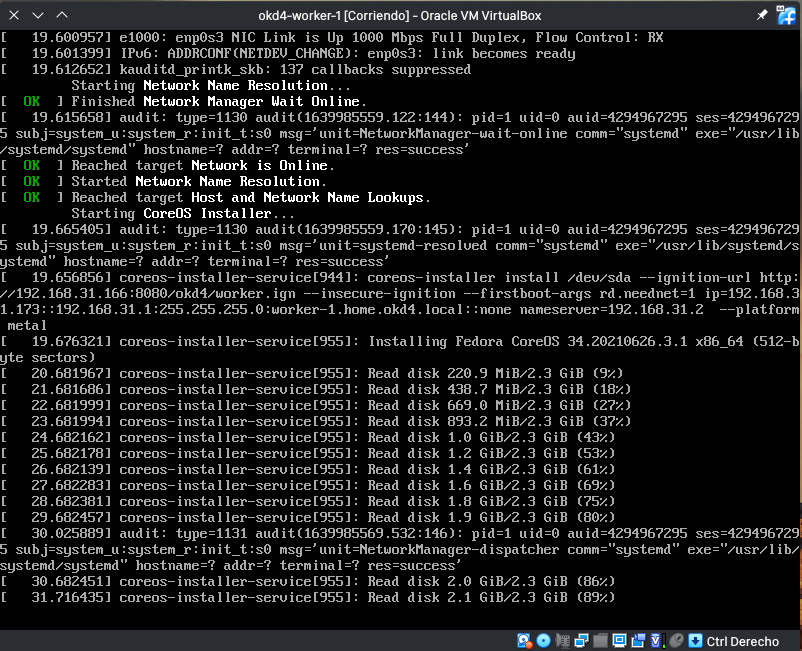 okd4-worker-1 [Corriendo] - Oracle VM VirtualBox
[   19.600957] e1000: enp0s3 NIC Link is Up 1000 Mbps Full Duplex, Flow Control: RX
[   19.601399] IPv6: ADDRCONF(NETDEV_CHANGE): enp0s3: link becomes ready
[   19.612652] kauditd_printk_skb: 137 callbacks suppressed
         Starting Network Name Resolution...
[  OK  ] Finished Network Manager Wait Online.
[   19.615658] audit: type=1130 audit(1639985559.122:144): pid=1 uid=0 auid=4294967295 ses=429496729
5 subj=system_u:system_r:init_t:s0 msg='unit=NetworkManager-wait-online comm="systemd" exe="/usr/lib
/systemd/systemd" hostname=? addr=? terminal=? res=success'
[  OK  ] Reached target Network is Online.
[  OK  ] Started Network Name Resolution.
[  OK  ] Reached target Host and Network Name Lookups.
         Starting CoreOS Installer...
[   19.665405] audit: type=1130 audit(1639985559.170:145): pid=1 uid=0 auid=4294967295 ses=429496729
5 subj=system_u:system_r:init_t:s0 msg='unit=systemd-resolved comm="systemd" exe="/usr/lib/systemd/s
ystemd" hostname=? addr=? terminal=? res=success'
[   19.656856] coreos-installer-service[944]: coreos-installer install /dev/sda --ignition-url http:
//192.168.31.166:8080/okd4/worker.ign --insecure-ignition --firstboot-args rd.neednet=1 ip=192.168.3
1.173::192.168.31.1:255.255.255.0:worker-1.home.okd4.local::none nameserver=192.168.31.2  --platform
 metal
[   19.676321] coreos-installer-service[955]: Installing Fedora CoreOS 34.20210626.3.1 x86_64 (512-b
yte sectors)
[   20.681967] coreos-installer-service[955]: Read disk 220.9 MiB/2.3 GiB (9%)
[   21.681686] coreos-installer-service[955]: Read disk 438.7 MiB/2.3 GiB (18%)
[   22.681999] coreos-installer-service[955]: Read disk 669.0 MiB/2.3 GiB (27%)
[   23.681994] coreos-installer-service[955]: Read disk 893.2 MiB/2.3 GiB (37%)
[   24.682162] coreos-installer-service[955]: Read disk 1.0 GiB/2.3 GiB (43%)
[   25.682178] coreos-installer-service[955]: Read disk 1.2 GiB/2.3 GiB (53%)
[   26.682139] coreos-installer-service[955]: Read disk 1.4 GiB/2.3 GiB (61%)
[   27.682283] coreos-installer-service[955]: Read disk 1.6 GiB/2.3 GiB (69%)
[   28.682381] coreos-installer-service[955]: Read disk 1.8 GiB/2.3 GiB (75%)
[   29.682457] coreos-installer-service[955]: Read disk 1.9 GiB/2.3 GiB (80%)
[   30.025889] audit: type=1131 audit(1639985569.532:146): pid=1 uid=0 auid=4294967295 ses=429496729
5 subj=system_u:system_r:init_t:s0 msg='unit=NetworkManager-dispatcher comm="systemd" exe="/usr/lib/
systemd/systemd" hostname=? addr=? terminal=? res=success'
[   30.682451] coreos-installer-service[955]: Read disk 2.0 GiB/2.3 GiB (86%)
[   31.716435] coreos-installer-service[955]: Read disk 2.1 GiB/2.3 GiB (89%)
Ctrl Derecho